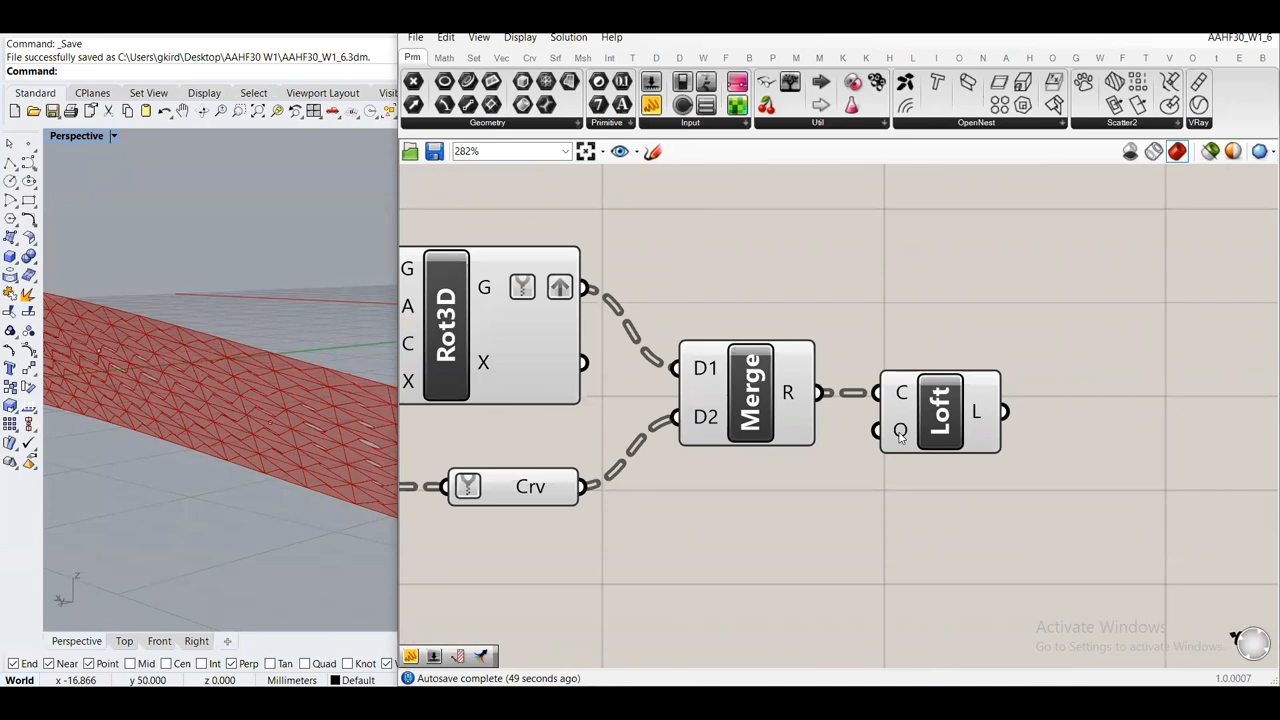 Command: _Save
File successfully saved as C:\Users\gkird\Desktop\AAHF30 W1\AAHF30_W1_6.3dm.
Command:
Standard CPlanes Set View Display Select Viewport Layout Visi
Perspective
z
Perspective Top Front Right
End Near Point Mid Cen Int Perp Tan Quad Knot
World x -16.866 y 50.000 z 0.000 Millimeters Default
File Edit View Display Solution Help AAHF30_W1_6
Prm Math Set Vec Crv Srf Msh Int T D D W F B K H L U C V F T R S N A O t E B
Geometry Primitive Input Util OpenNest Scatter2 VRay
282%
G
A
C
X
Rot3D
G
X
Crv
D1
D2
Merge
R
C
O
Loft
L
Activate Windows
Go to Settings to activate Windows.
Autosave complete (49 seconds ago) 1.0.0007